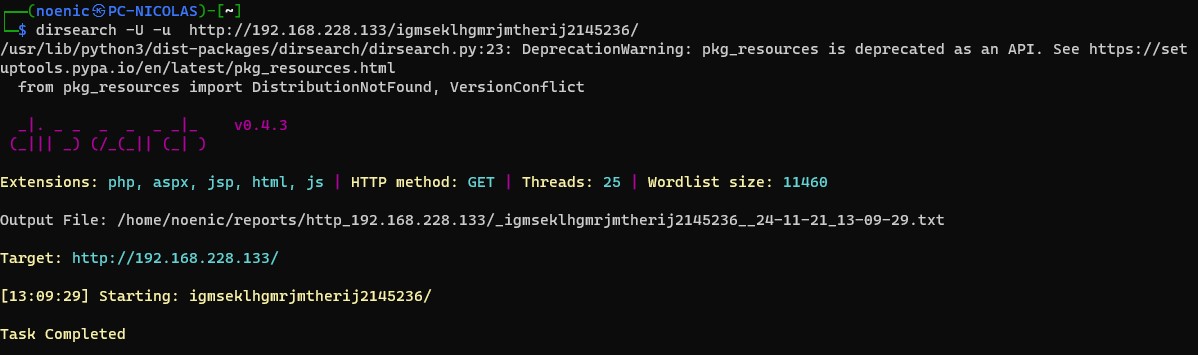 ┌──(noenic㉿PC-NICOLAS)-[~]
└─$ dirsearch -U -u  http://192.168.228.133/igmseklhgmrjmtherij2145236/
/usr/lib/python3/dist-packages/dirsearch/dirsearch.py:23: DeprecationWarning: pkg_resources is deprecated as an API. See https://set
uptools.pypa.io/en/latest/pkg_resources.html
  from pkg_resources import DistributionNotFound, VersionConflict
  _|. _ _  _  _  _ _|_    v0.4.3
 (_||| _) (/_(_|| (_| )
Extensions: php, aspx, jsp, html, js | HTTP method: GET | Threads: 25 | Wordlist size: 11460
Output File: /home/noenic/reports/http_192.168.228.133/_igmseklhgmrjmtherij2145236__24-11-21_13-09-29.txt
Target: http://192.168.228.133/
[13:09:29] Starting: igmseklhgmrjmtherij2145236/
Task Completed